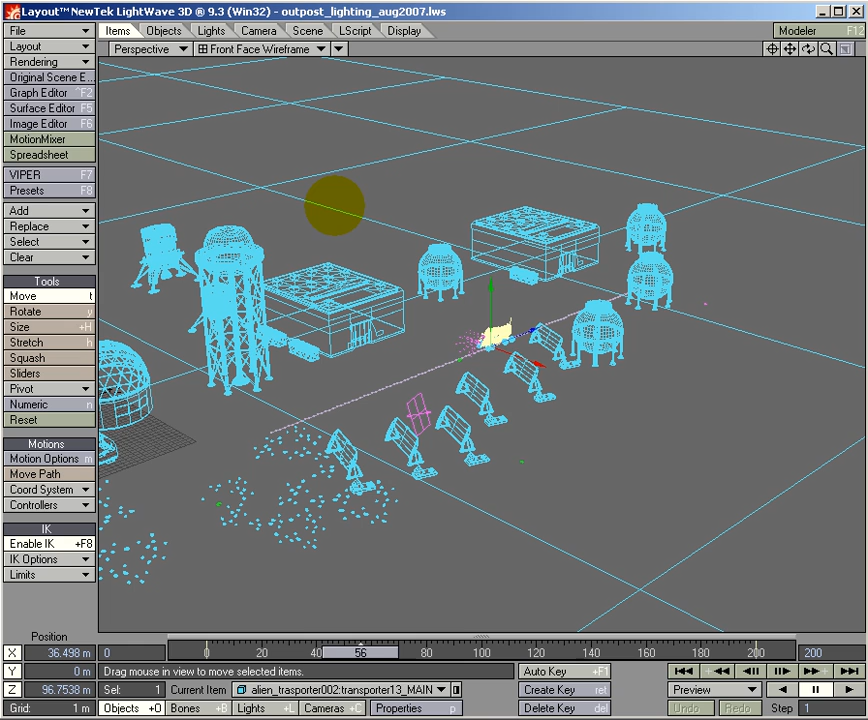 Layout™ NewTek LightWave 3D ® 9.3 (Win32) - outpost_lighting_aug2007.lws
File
Items
Objects
Lights
Camera
Scene
LScript
Display
Modeler F12
Layout
Perspective
Front Face Wireframe
Rendering
Original Scene E...
Graph Editor ^F2
Surface Editor F5
Image Editor F6
MotionMixer
Spreadsheet
VIPER F7
Presets F8
Add
Replace
Select
Clear
Tools
Move t
Rotate y
Size +H
Stretch h
Squash
Sliders
Pivot
Numeric n
Reset
Motions
Motion Options m
Move Path
Coord System
Controllers
IK
Enable IK +F8
IK Options
Limits
Position
X 36.498 m 0 0 20 40 56 80 100 120 140 160 180 200 200
Y 0 m Drag mouse in view to move selected items. Auto Key +F1
Z 96.7538 m Sel: 1 Current Item alien_trasporter002:transporter13_MAIN Create Key ret Preview
Grid: 1 m Objects +O Bones +B Lights +L Cameras +C Properties p Delete Key del Undo Redo Step 1